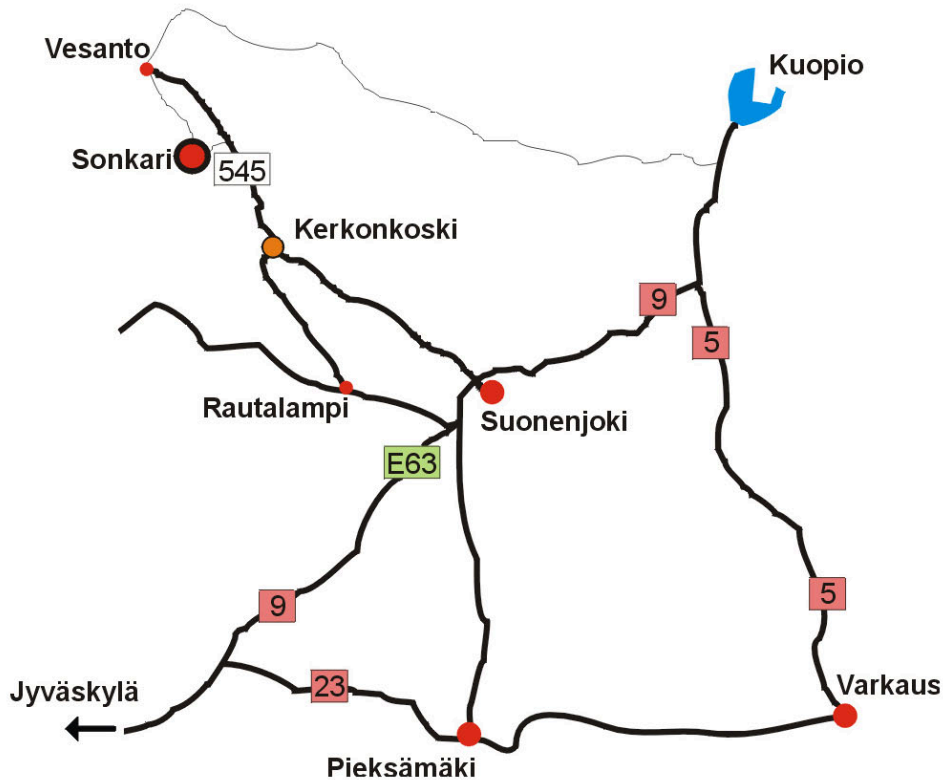 Vesanto
Kuopio
Sonkari
545
Kerkonkoski
9
5
Rautalampi
Suonenjoki
E63
9
5
Jyväskylä
23
Varkaus
Pieksämäki